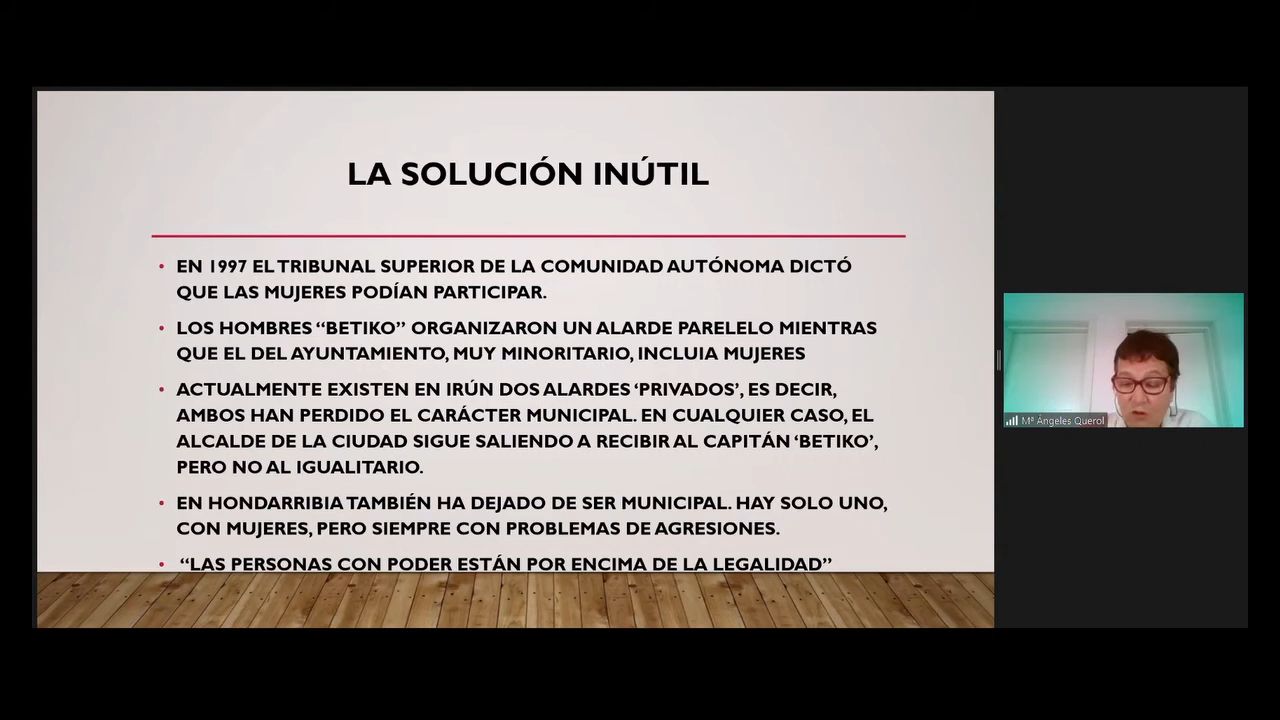 LA SOLUCIÓN INÚTIL
• EN 1997 EL TRIBUNAL SUPERIOR DE LA COMUNIDAD AUTÓNOMA DICTÓ
QUE LAS MUJERES PODÍAN PARTICIPAR.
• LOS HOMBRES “BETIKO” ORGANIZARON UN ALARDE PARELELO MIENTRAS
QUE EL DEL AYUNTAMIENTO, MUY MINORITARIO, INCLUIA MUJERES
• ACTUALMENTE EXISTEN EN IRÚN DOS ALARDES ‘PRIVADOS’, ES DECIR,
AMBOS HAN PERDIDO EL CARÁCTER MUNICIPAL. EN CUALQUIER CASO, EL
ALCALDE DE LA CIUDAD SIGUE SALIENDO A RECIBIR AL CAPITÁN ‘BETIKO’,
PERO NO AL IGUALITARIO.
• EN HONDARRIBIA TAMBIÉN HA DEJADO DE SER MUNICIPAL. HAY SOLO UNO,
CON MUJERES, PERO SIEMPRE CON PROBLEMAS DE AGRESIONES.
• “LAS PERSONAS CON PODER ESTÁN POR ENCIMA DE LA LEGALIDAD”
Mª Ángeles Querol